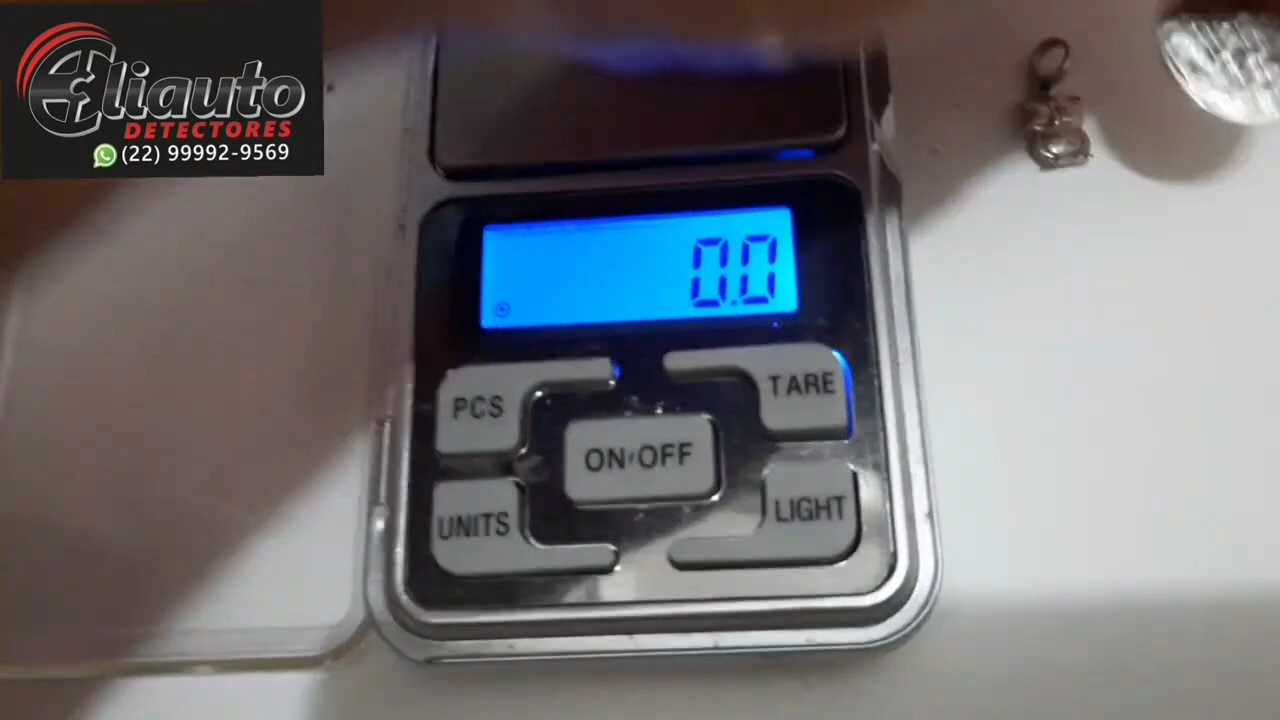 Eliauto
DETECTORES
(22) 99992-9569
0.0
PCS
TARE
ON/OFF
UNITS
LIGHT